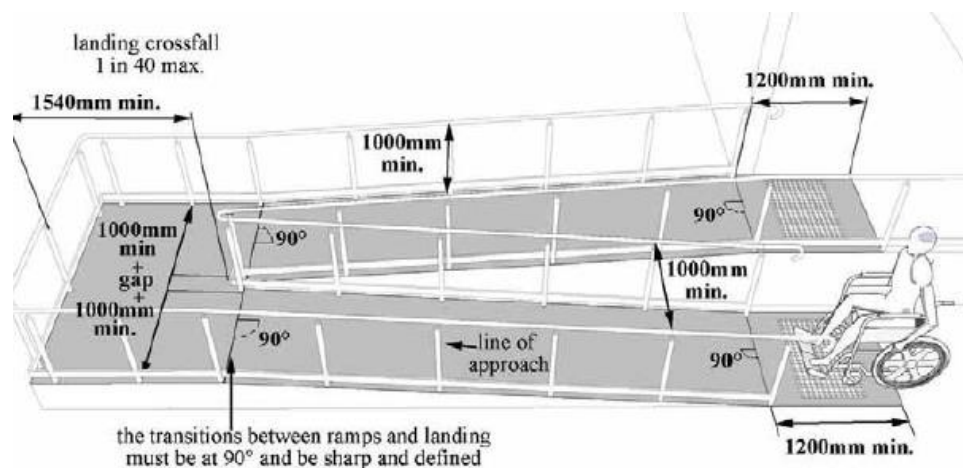 landing crossfall
1 in 40 max.
1540mm min.
1200mm min.
1000mm
min.
90°
1000mm
min
+
gap
+
1000mm
min.
90°
1000mm
min.
90°
line of
approach
90°
the transitions between ramps and landing
must be at 90° and be sharp and defined
1200mm min.